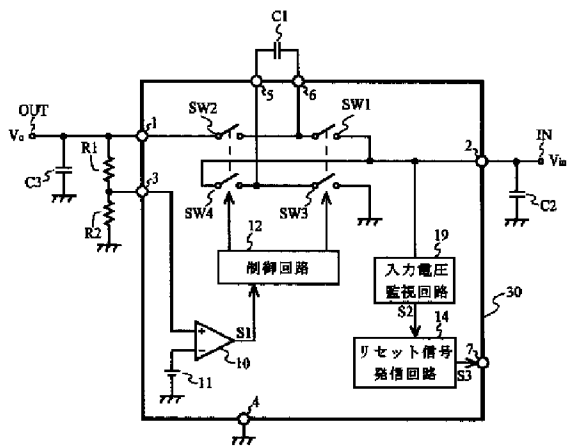 C1
5
6
SW2
SW1
OUT
Vo
1
R1
C3
3
R2
2
IN
Vin
C2
SW4
SW3
12
制御回路
19
入力電圧
監視回路
S2
30
14
リセット信号
発信回路
7
S3
S1
+
−
10
11
4